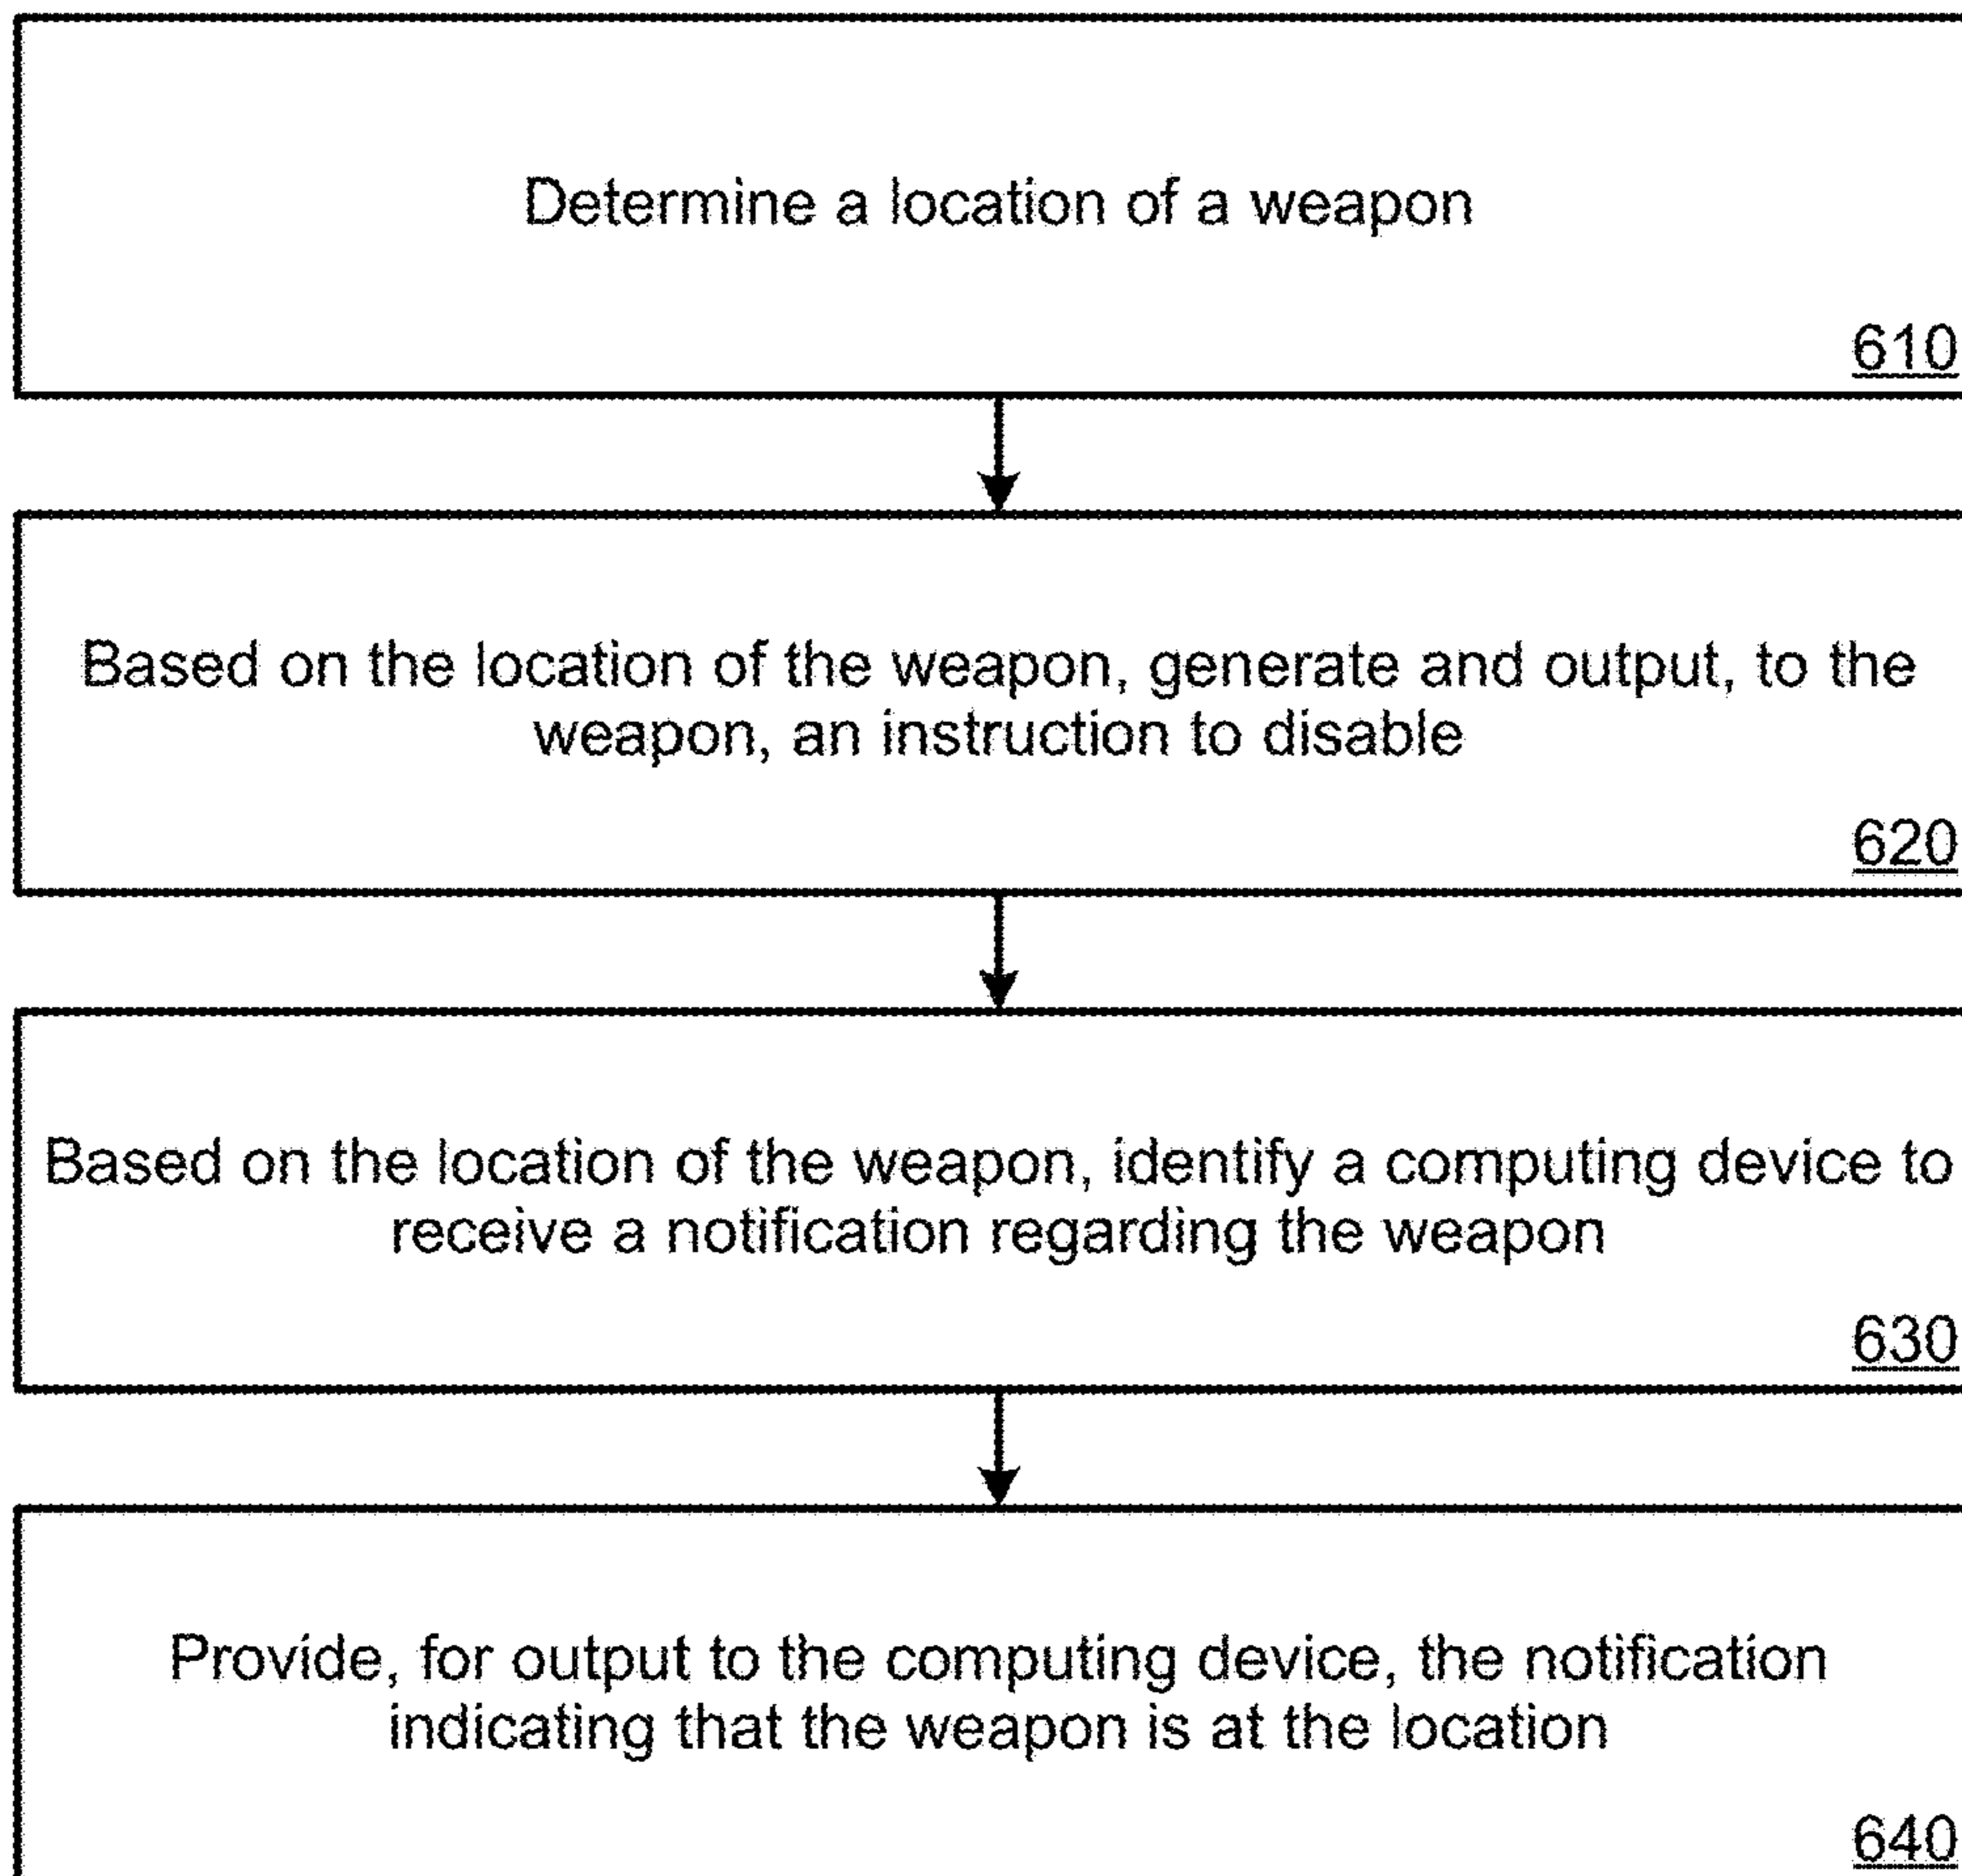 Determine a location of a weapon
610
Based on the location of the weapon, generate and output, to the
weapon, an instruction to disable
620
Based on the location of the weapon, identify a computing device to
receive a notification regarding the weapon
630
Provide, for output to the computing device, the notification
indicating that the weapon is at the location
640